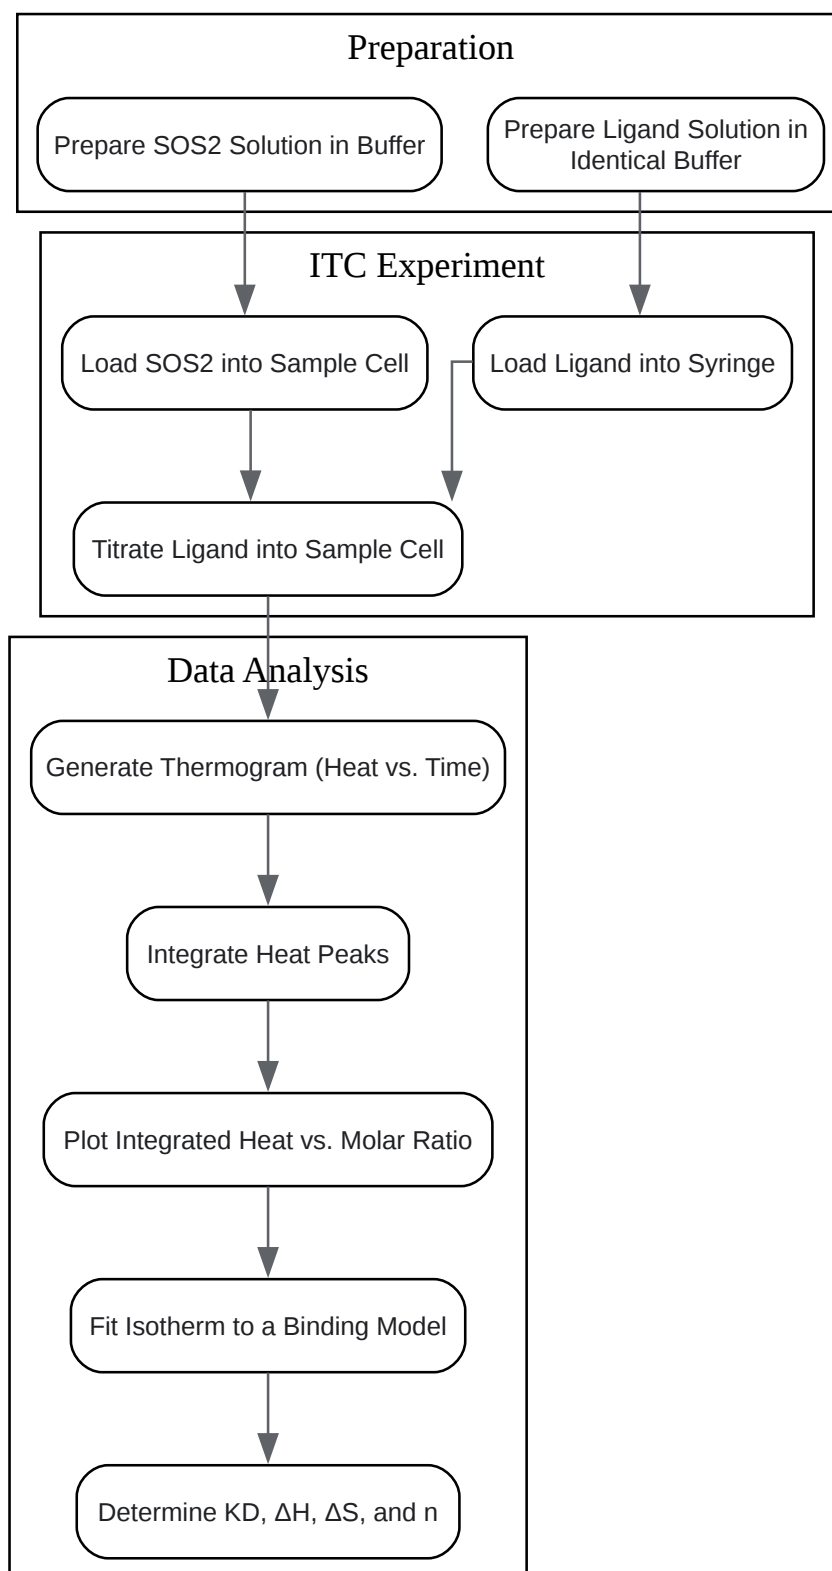 Preparation
Prepare SOS2 Solution in Buffer
Prepare Ligand Solution in
Identical Buffer
ITC Experiment
Load SOS2 into Sample Cell
Load Ligand into Syringe
Titrate Ligand into Sample Cell
Data Analysis
Generate Thermogram (Heat vs. Time)
Integrate Heat Peaks
Plot Integrated Heat vs. Molar Ratio
Fit Isotherm to a Binding Model
Determine KD, ΔH, ΔS, and n